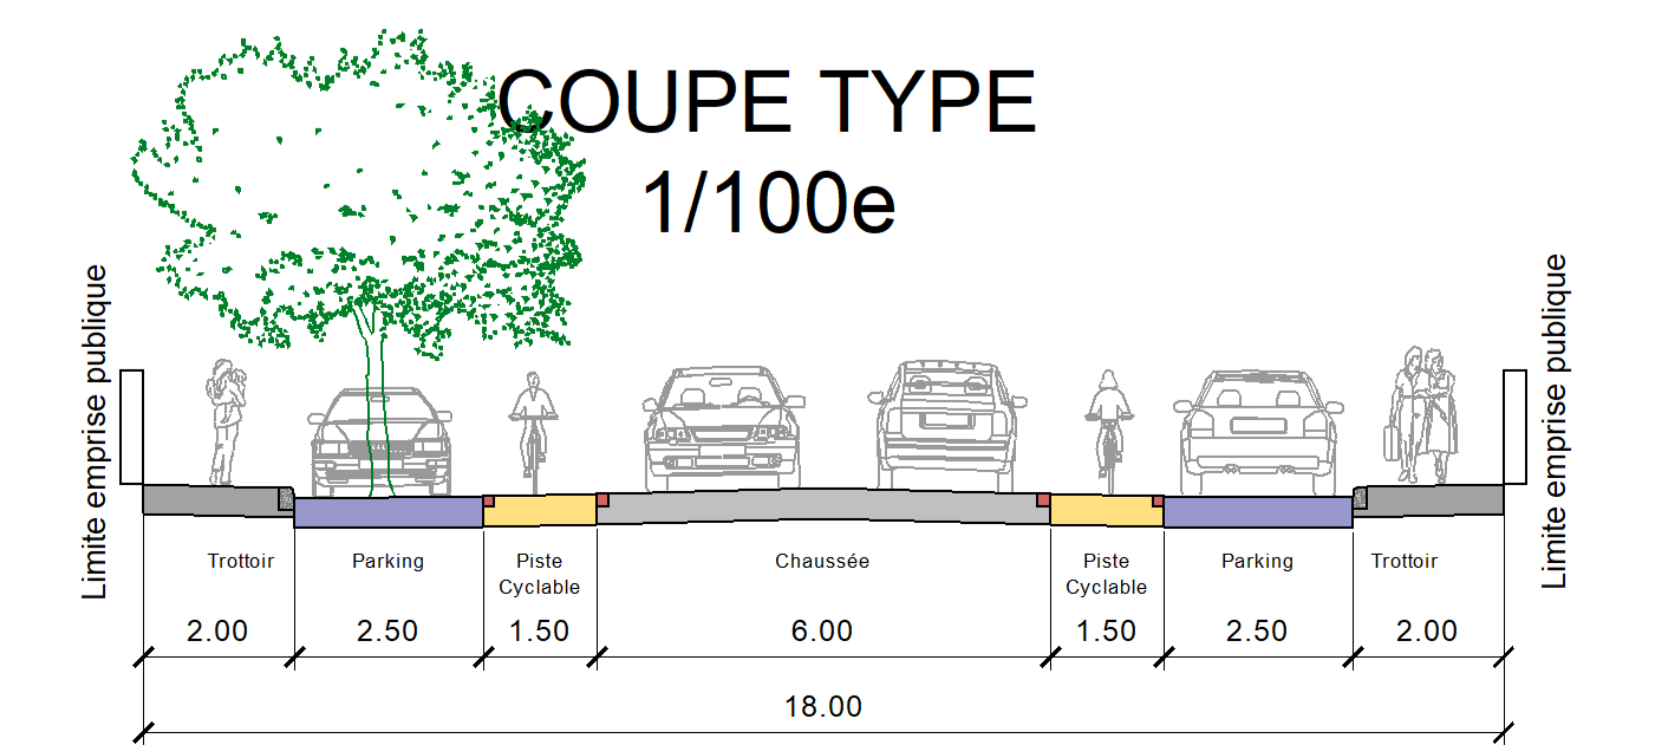 COUPE TYPE
1/100e
Limite emprise publique
Limite emprise publique
Trottoir
Parking
Piste
Cyclable
Chaussée
Piste
Cyclable
Parking
Trottoir
2.00
2.50
1.50
6.00
1.50
2.50
2.00
18.00